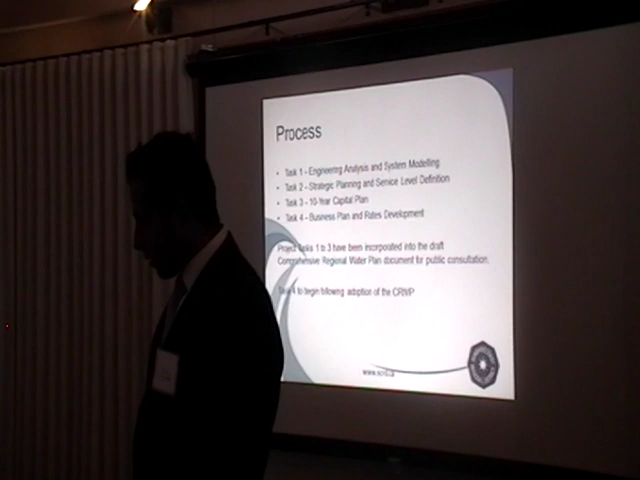 Process
• Task 1 - Engineering Analysis and System Modelling
• Task 2 - Strategic Planning and Service Level Definition
• Task 3 - 10-Year Capital Plan
• Task 4 - Business Plan and Rates Development
Project tasks 1 to 3 have been incorporated into the draft
Comprehensive Regional Water Plan document for public consultation.
Task 4 to begin following adoption of the CRWP
www.scrd.ca